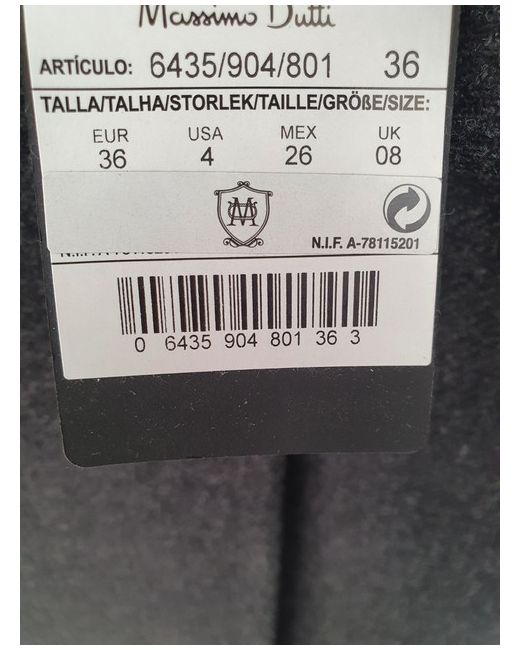 Massimo Dutti
ARTÍCULO: 6435/904/801 36
TALLA/TALHA/STORLEK/TAILLE/GRÖßE/SIZE:
EUR USA MEX UK
36 4 26 08
N.I.F. A-78115201
0 6435 904 801 36 3